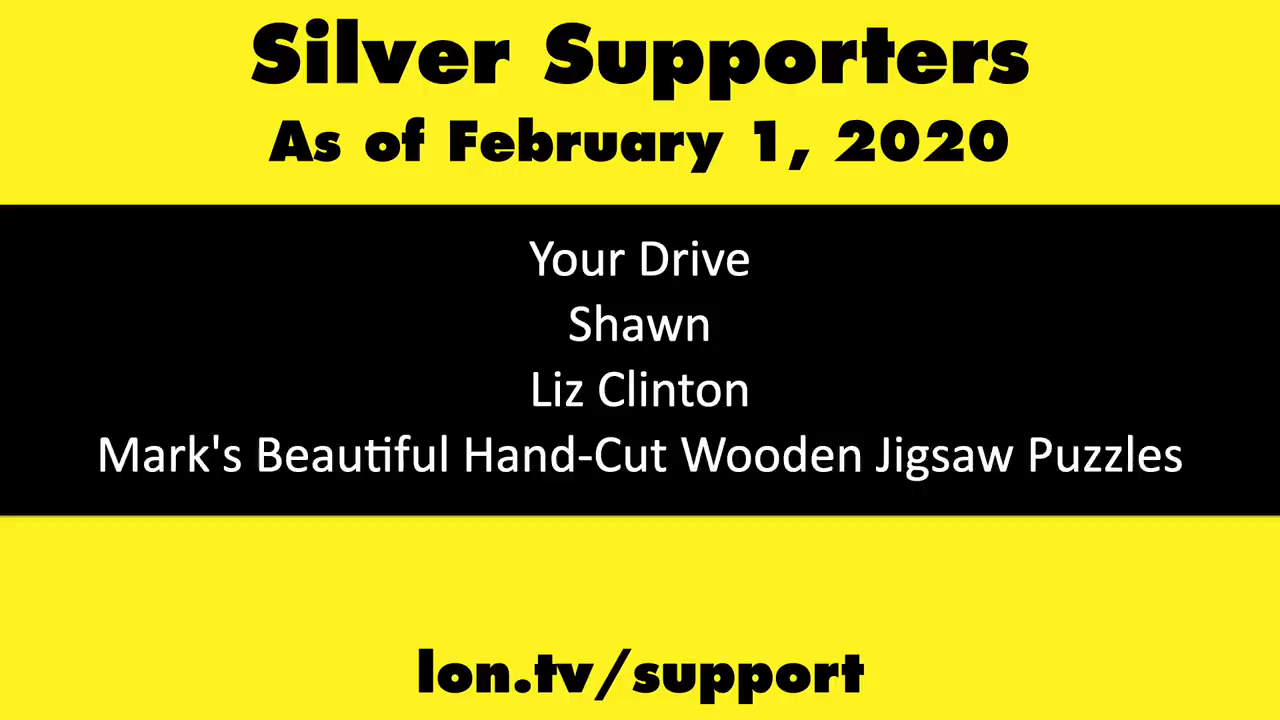 Silver Supporters
As of February 1, 2020
Your Drive
Shawn
Liz Clinton
Mark's Beautiful Hand-Cut Wooden Jigsaw Puzzles
lon.tv/support